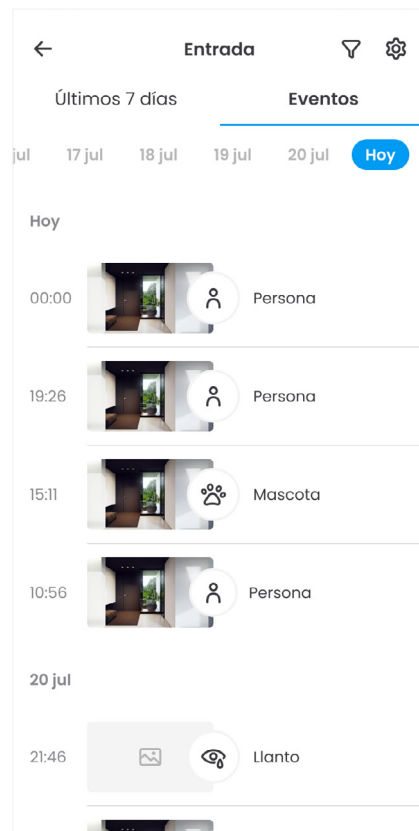 Entrada
Últimos 7 días Eventos
jul 17 jul 18 jul 19 jul 20 jul Hoy
Hoy
00:00 Persona
19:26 Persona
15:11 Mascota
10:56 Persona
20 jul
21:46 Llanto